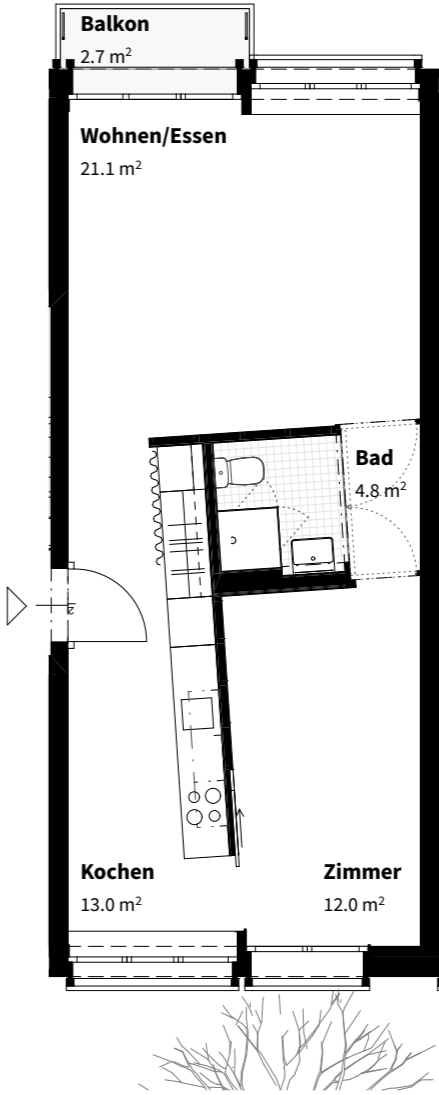 Balkon
2.7 m²
Wohnen/Essen
21.1 m²
Bad
4.8 m²
Kochen
13.0 m²
Zimmer
12.0 m²